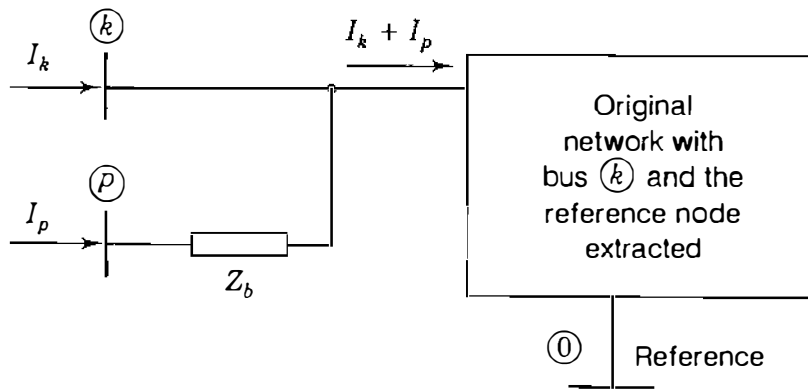 k
I_k + I_p
I_k
Original
network with
bus k and the
reference node
extracted
p
I_p
Z_b
0 Reference